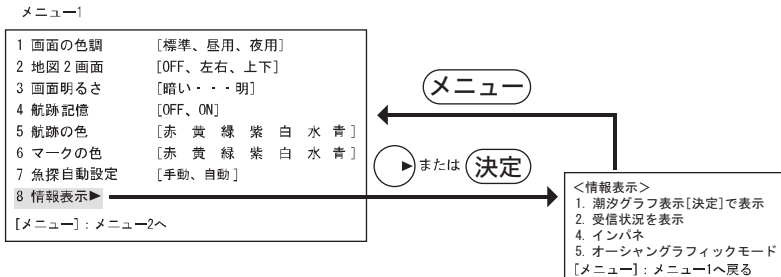 メニュー1
1 画面の色調 [標準、昼用、夜用]
2 地図2画面 [OFF、左右、上下]
3 画面明るさ [暗い・・・明]
4 航跡記憶 [OFF、ON]
5 航跡の色 [赤 黄 緑 紫 白 水 青]
6 マークの色 [赤 黄 緑 紫 白 水 青]
7 魚探自動設定 [手動、自動]
8 情報表示▶
[メニュー]:メニュー2へ
メニュー
▶ または 決定
<情報表示>
1. 潮汐グラフ表示[決定]で表示
2. 受信状況を表示
4. インパネ
5. オーシャングラフィックモード
[メニュー]:メニュー1へ戻る